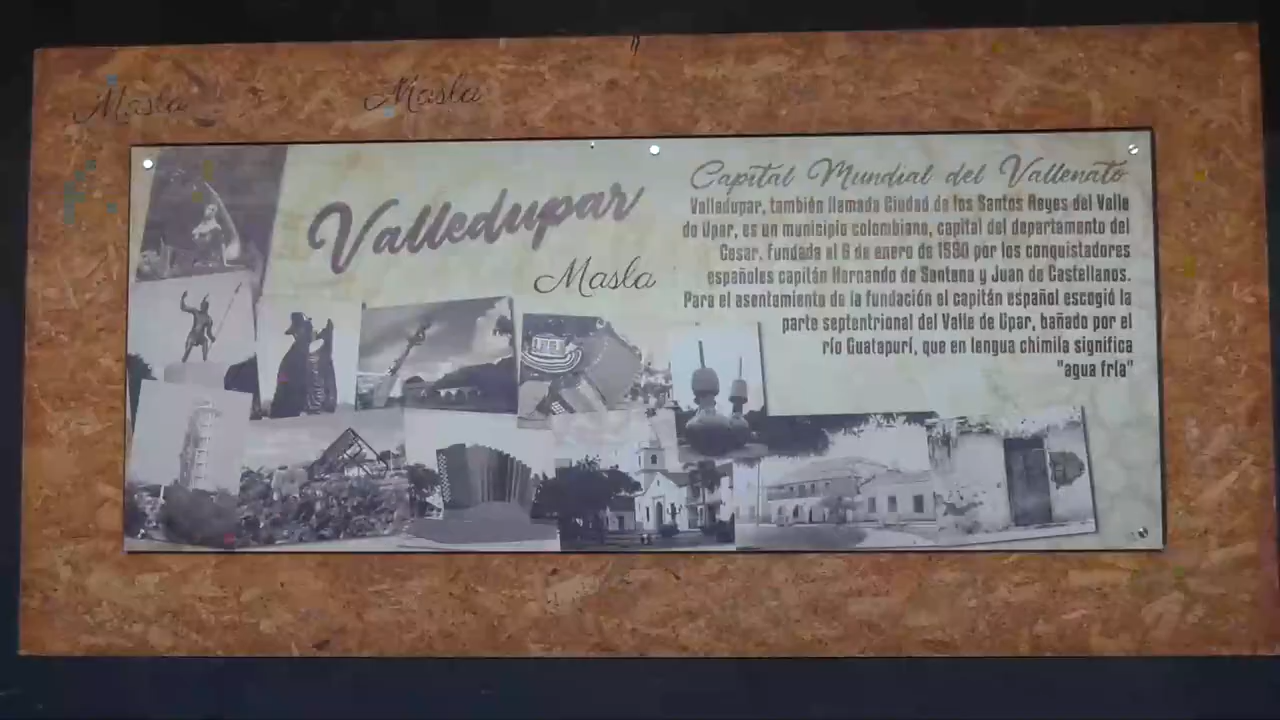 Masla Masla
Valledupar
Masla
Capital Mundial del Vallenato
Valledupar, también llamada Ciudad de los Santos Reyes del Valle
de Upar, es un municipio colombiano, capital del departamento del
Cesar. Fundada el 6 de enero de 1590 por los conquistadores
españoles capitán Hernando de Santana y Juan de Castellanos.
Para el asentamiento de la fundación el capitán español escogió la
parte septentrional del Valle de Upar, bañado por el
río Guatapurí, que en lengua chimila significa
"agua fría"